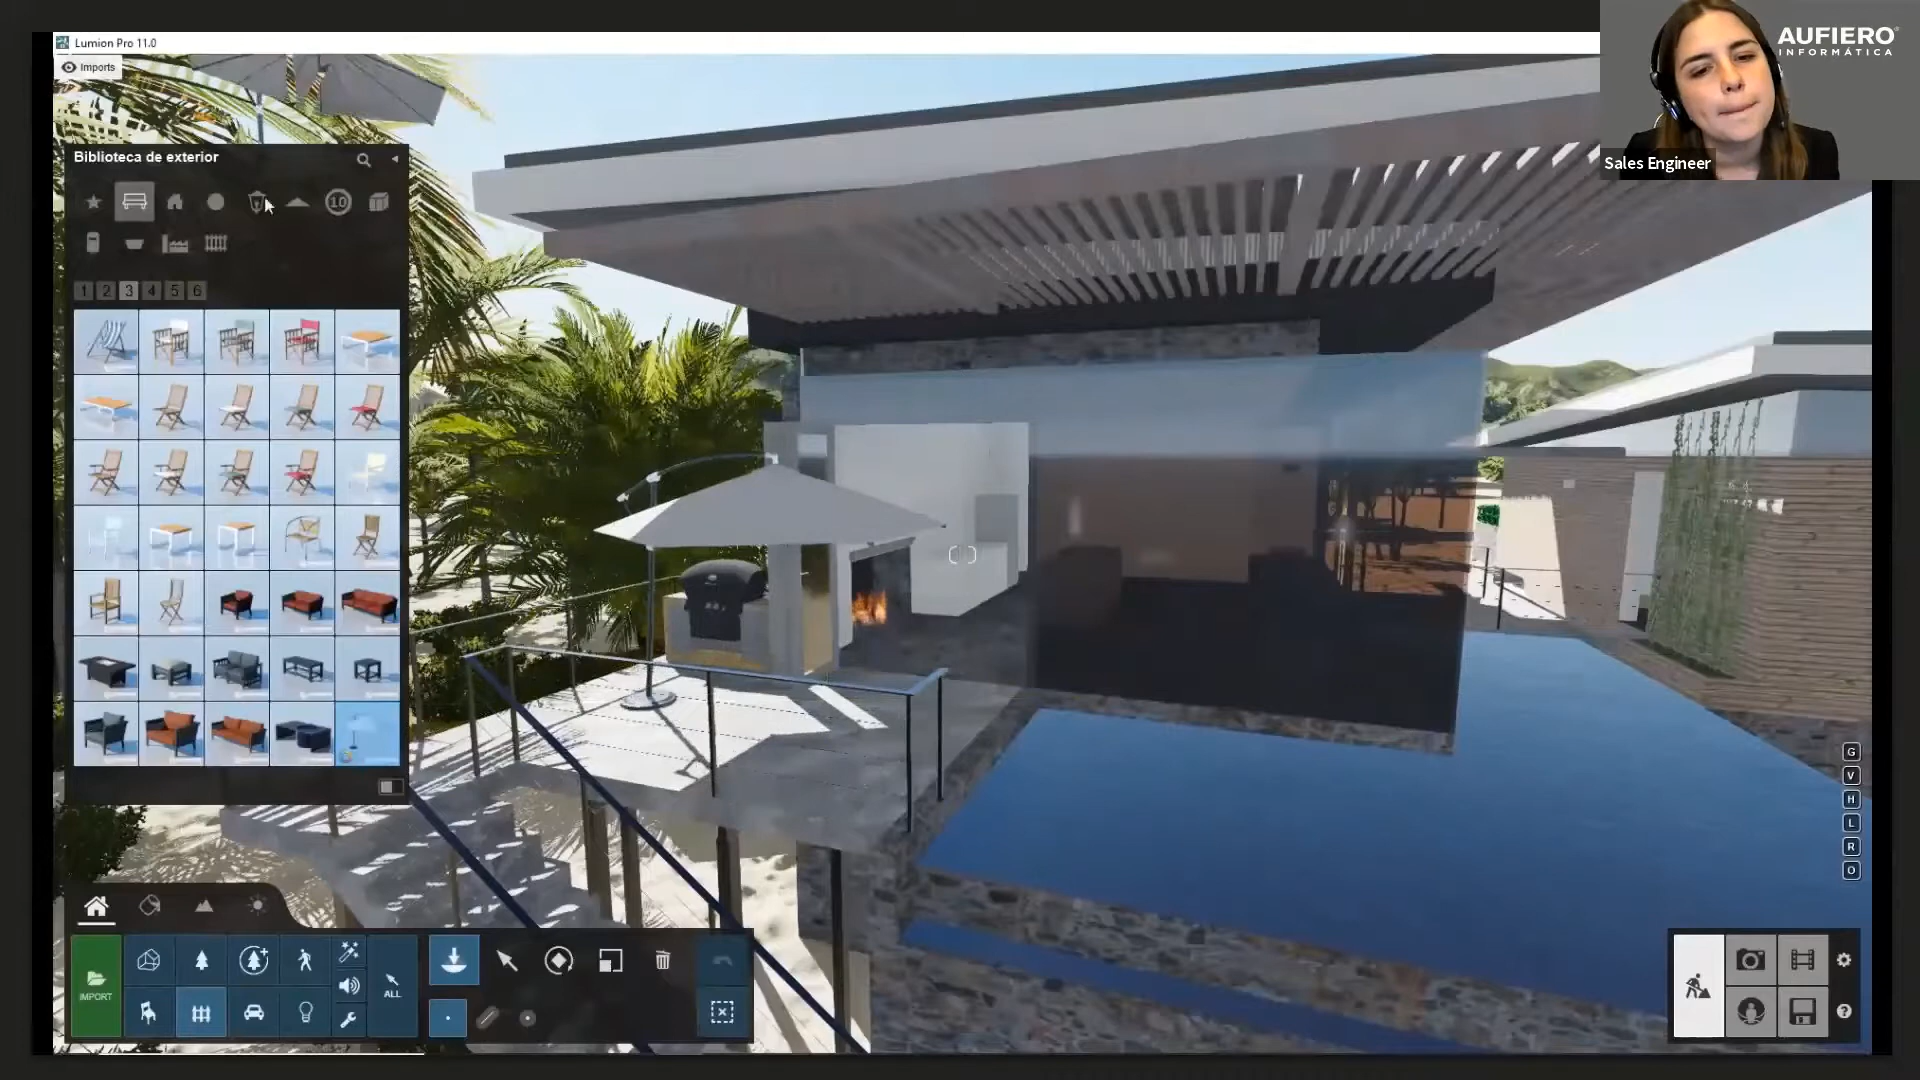 Lumion Pro 11.0
Imports
AUFIERO
INFORMÁTICA
Sales Engineer
Biblioteca de exterior
10
1 2 3 4 5 6
G
V
H
L
R
O
IMPORT
ALL
?